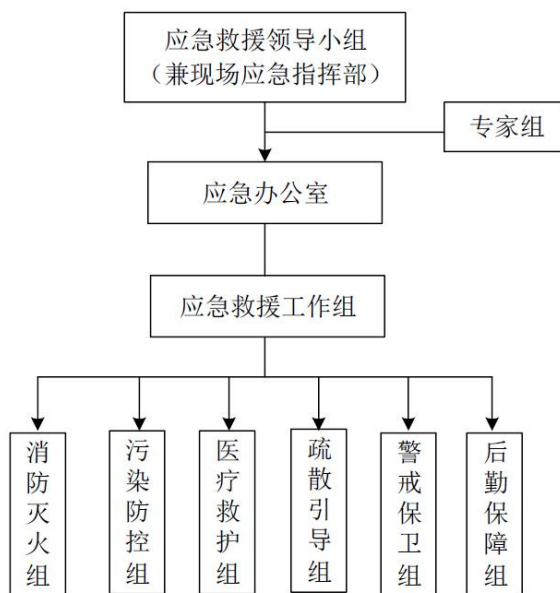 应急救援领导小组
（兼现场应急指挥部）
专家组
应急办公室
应急救援工作组
消防灭火组
污染防控组
医疗救护组
疏散引导组
警戒保卫组
后勤保障组